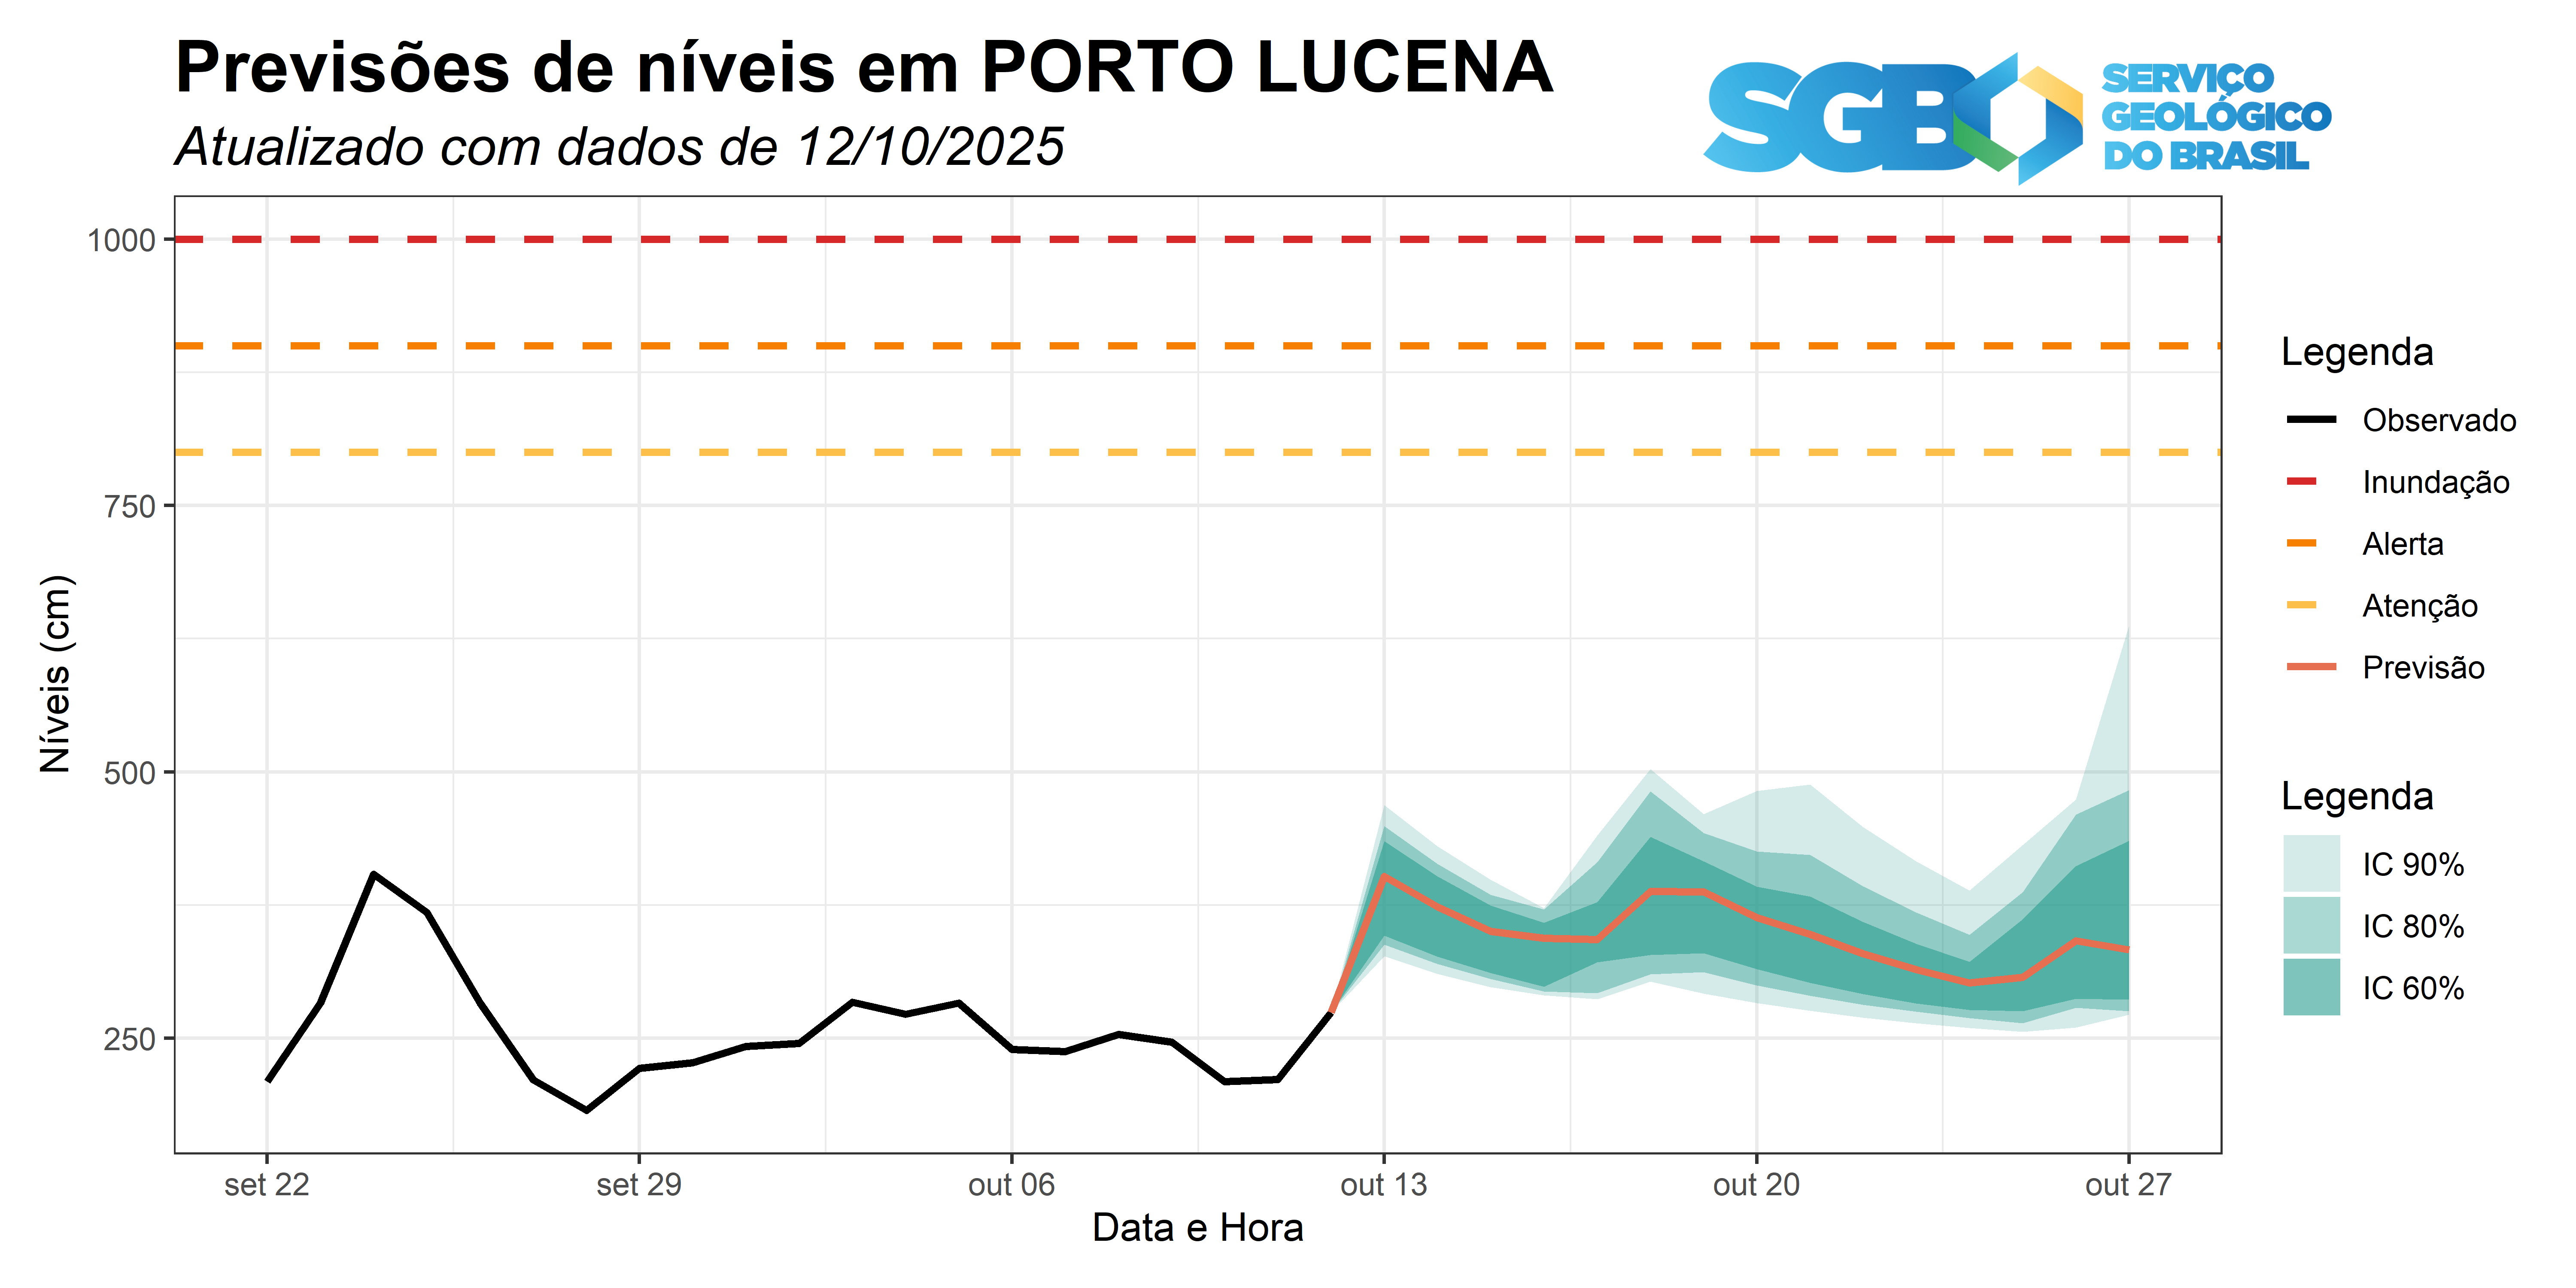 Previsões de níveis em PORTO LUCENA
Atualizado com dados de 12/10/2025
SGB
SERVIÇO
GEOLÓGICO
DO BRASIL
1000
750
500
250
Níveis (cm)
set 22
set 29
out 06
out 13
out 20
out 27
Data e Hora
Legenda
Observado
Inundação
Alerta
Atenção
Previsão
Legenda
IC 90%
IC 80%
IC 60%